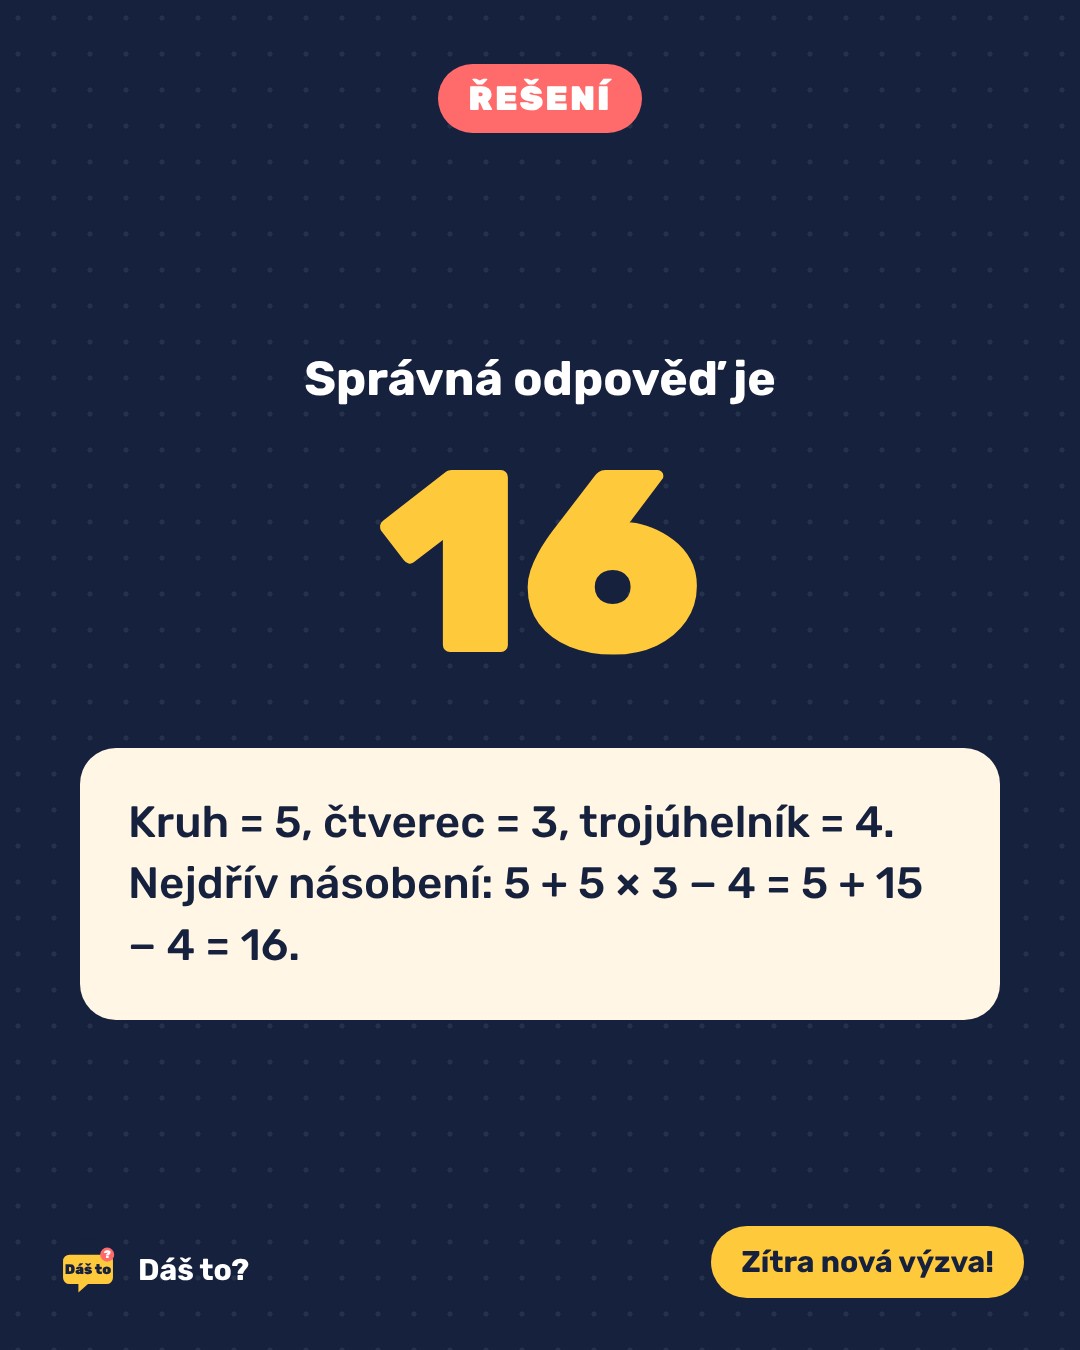 ŘEŠENÍ
Správná odpověď je
16
Kruh = 5, čtverec = 3, trojúhelník = 4.
Nejdřív násobení: 5 + 5 × 3 – 4 = 5 + 15
– 4 = 16.
Dáš to
?
Dáš to?
Zítra nová výzva!